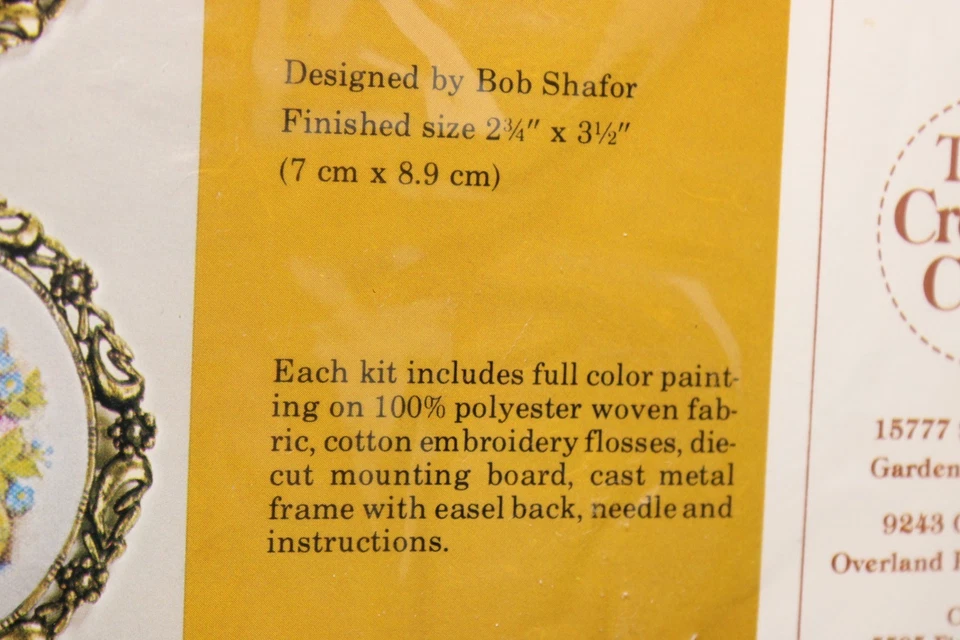 Designed by Bob Shafor
Finished size 2¾" x 3½"
(7 cm x 8.9 cm)
Each kit includes full color paint-
ing on 100% polyester woven fab-
ric, cotton embroidery flosses, die-
cut mounting board, cast metal
frame with easel back, needle and
instructions.
15777
Garden
9243
Overland